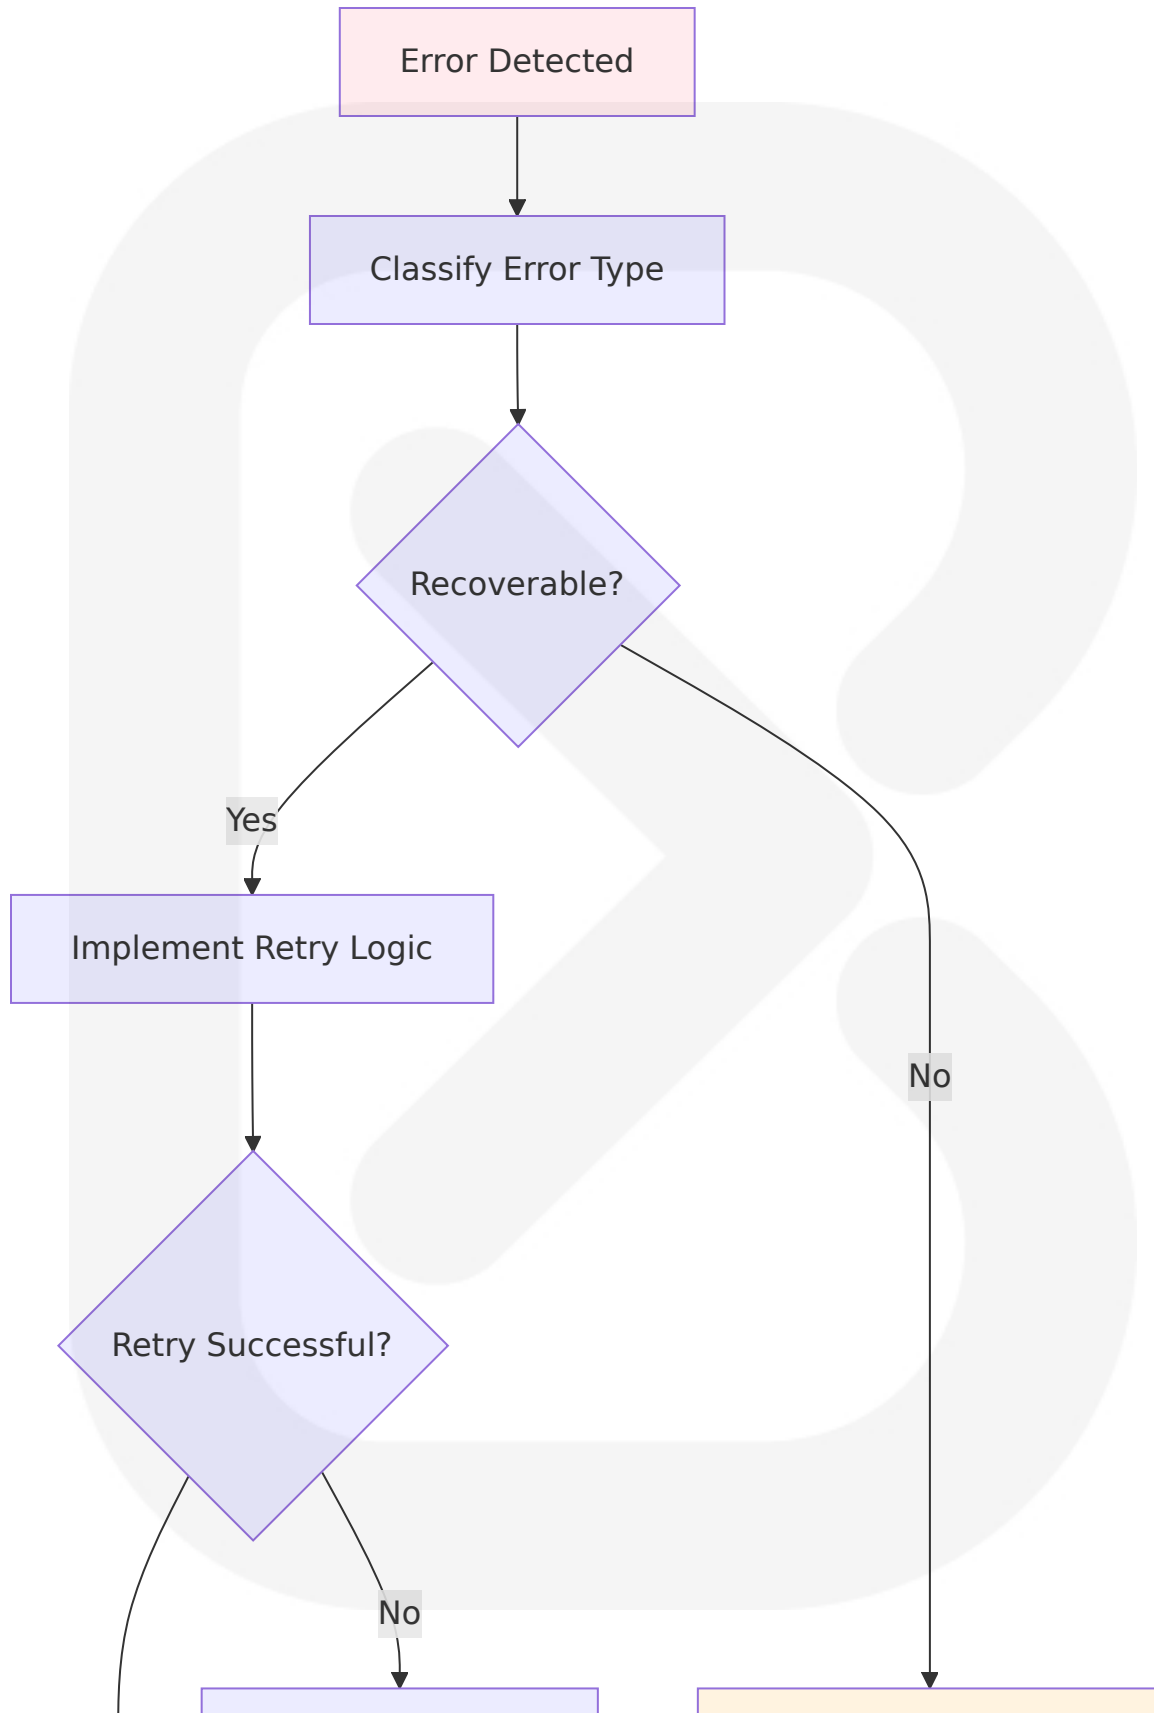 Error Detected
Classify Error Type
Recoverable?
Yes
Implement Retry Logic
No
Retry Successful?
No